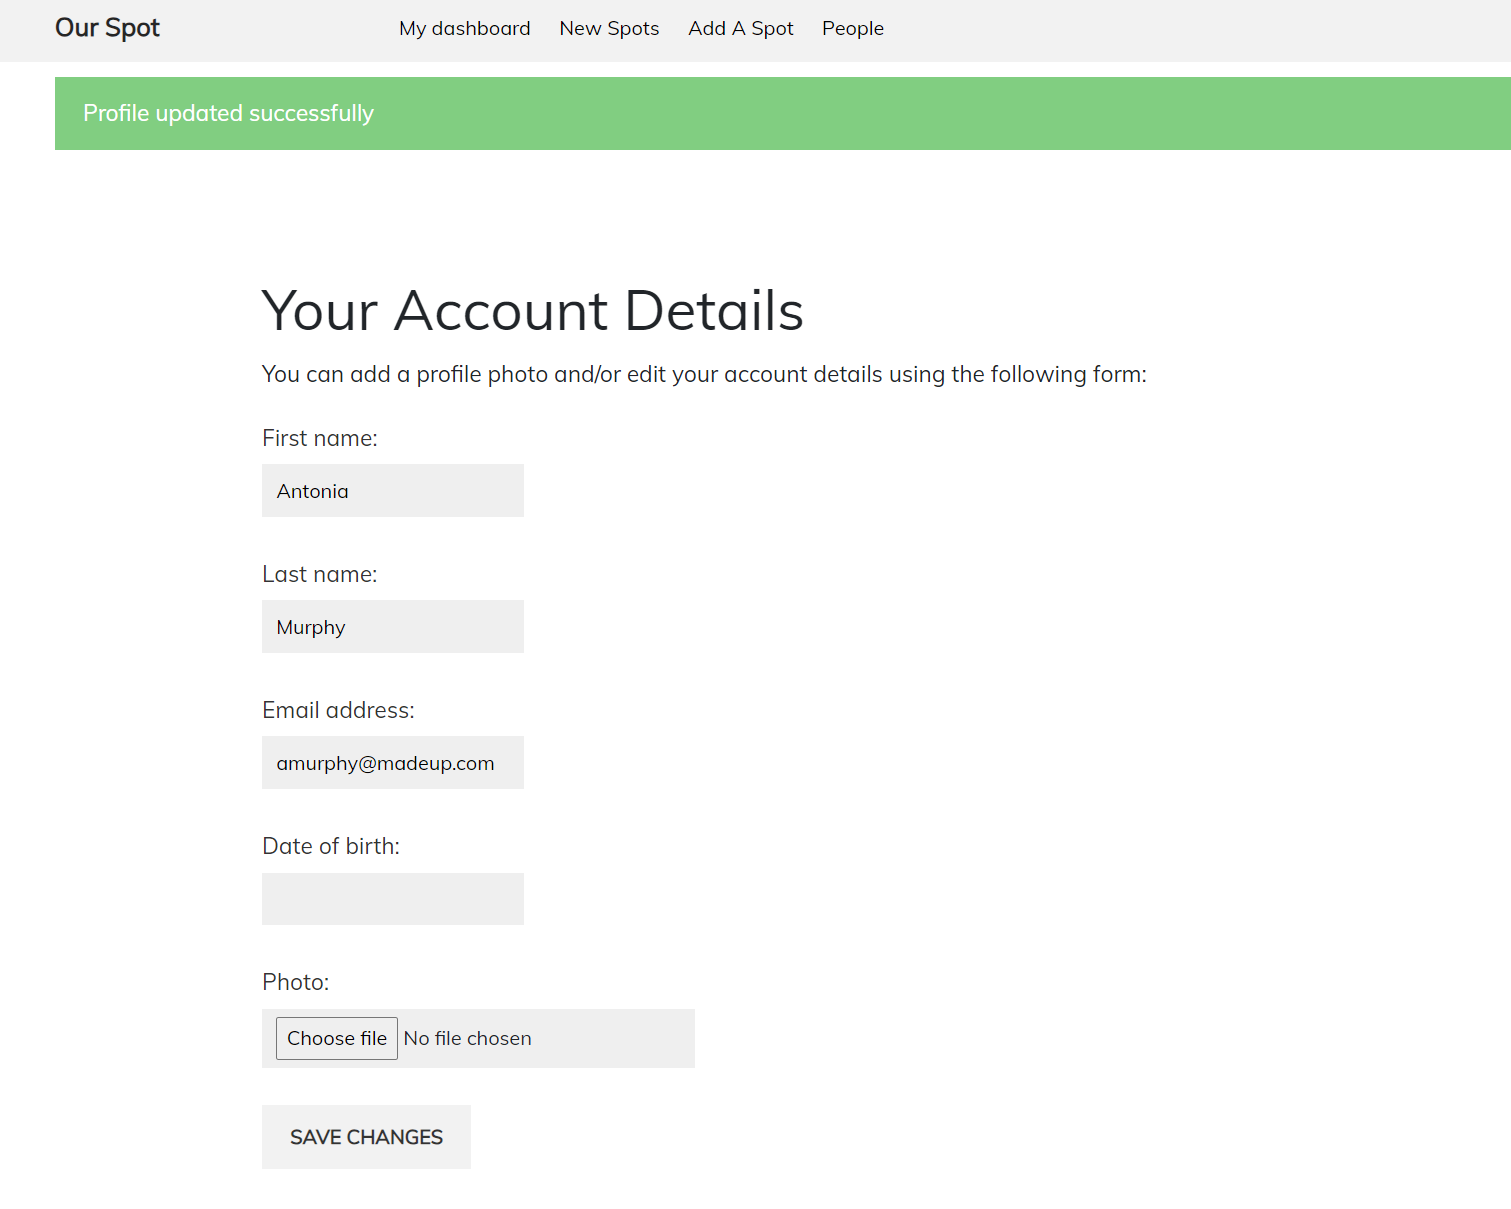 Our Spot My dashboard New Spots Add A Spot People
Profile updated successfully
Your Account Details
You can add a profile photo and/or edit your account details using the following form:
First name:
Antonia
Last name:
Murphy
Email address:
amurphy@madeup.com
Date of birth:
Photo:
Choose file No file chosen
SAVE CHANGES